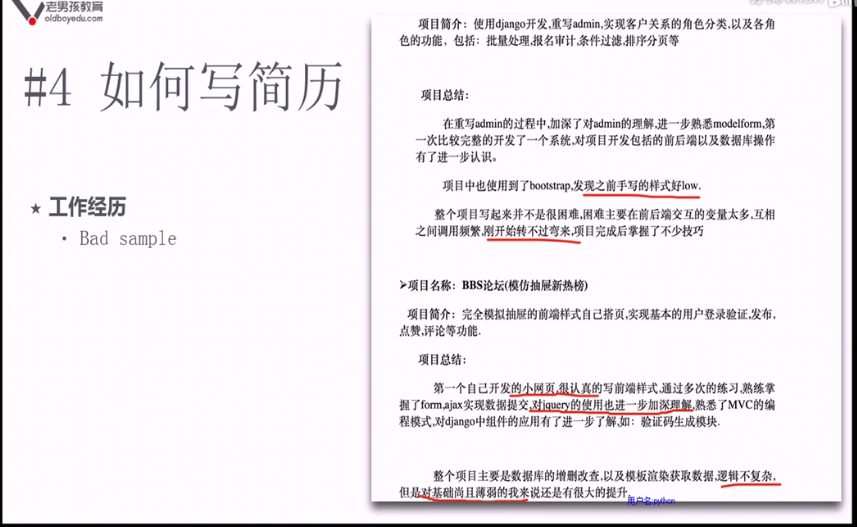 老男孩教育
oldboyedu.com
#4 如何写简历
★ 工作经历
• Bad sample
项目简介：使用django开发,重写admin,实现客户关系的角色分类,以及各角
色的功能，包括：批量处理,报名审计,条件过滤,排序分页等
项目总结：
在重写admin的过程中,加深了对admin的理解,进一步熟悉modelform,第
一次比较完整的开发了一个系统,对项目开发包括的前后端以及数据库操作
有了进一步认识。
项目中也使用到了bootstrap,发现之前手写的样式好low.
整个项目写起来并不是很困难,困难主要在前后端交互的变量太多,互相
之间调用频繁,刚开始转不过弯来,项目完成后掌握了不少技巧
➢项目名称：BBS论坛(模仿抽屉新热榜)
项目简介：完全模拟抽屉的前端样式自己搭页,实现基本的用户登录验证,发布,
点赞,评论等功能.
项目总结：
第一个自己开发的小网页,很认真的写前端样式,通过多次的练习,熟练掌
握了form,ajax实现数据提交,对jquery的使用也进一步加深理解,熟悉了MVC的编
程模式,对django中组件的应用有了进一步了解,如：验证码生成模块.
整个项目主要是数据库的增删改查,以及模板渲染获取数据,逻辑不复杂,
但是对基础尚且薄弱的我来说还是有很大的提升.
用户名:python